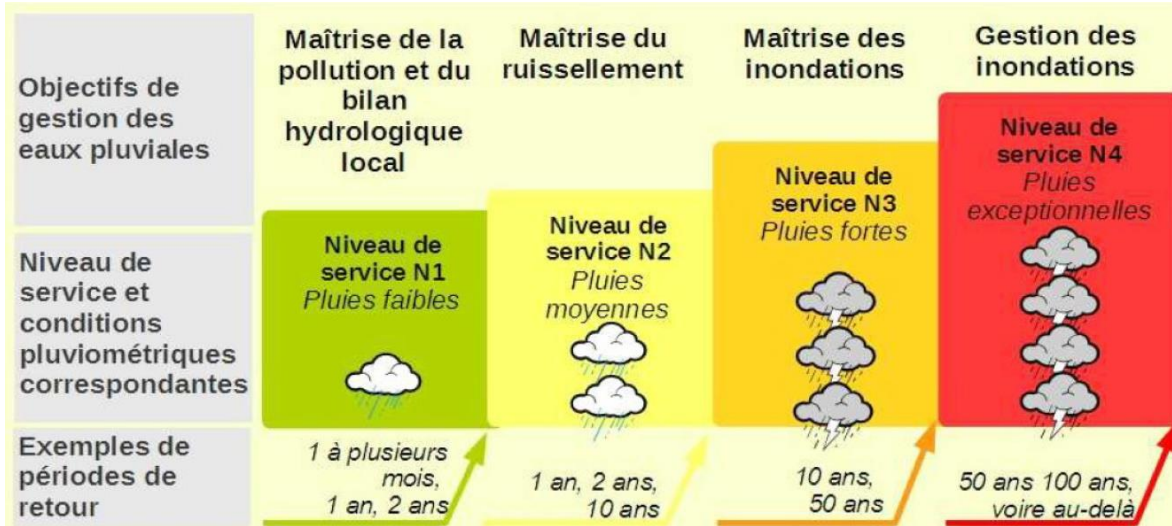 Objectifs de
gestion des
eaux pluviales
Maîtrise de la
pollution et du
bilan
hydrologique
local
Maîtrise du
ruissellement
Maîtrise des
inondations
Gestion des
inondations
Niveau de
service et
conditions
pluviométriques
correspondantes
Niveau de
service N1
Pluies faibles
Niveau de
service N2
Pluies
moyennes
Niveau de
service N3
Pluies fortes
Niveau de
service N4
Pluies
exceptionnelles
Exemples de
périodes de
retour
1 à plusieurs
mois,
1 an, 2 ans
1 an, 2 ans,
10 ans
10 ans,
50 ans
50 ans 100 ans,
voire au-delà